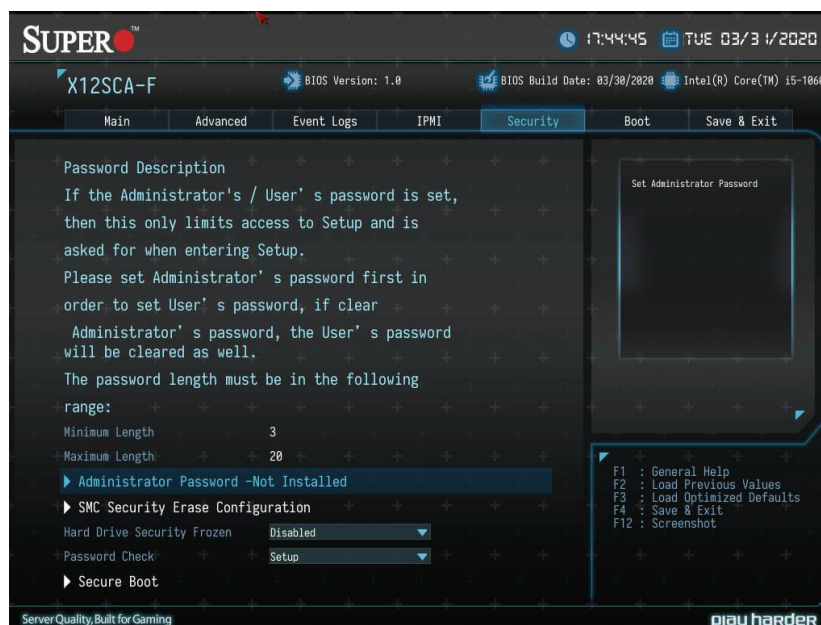 SUPER
™
17:44:45 TUE 03/31/2020
X12SCA-F
BIOS Version: 1.0
BIOS Build Date: 03/30/2020
Intel(R) Core(TM) i5-106
Main Advanced Event Logs IPMI Security Boot Save & Exit
Password Description
If the Administrator's / User' s password is set,
then this only limits access to Setup and is
asked for when entering Setup.
Please set Administrator' s password first in
order to set User' s password, if clear
Administrator' s password, the User' s password
will be cleared as well.
The password length must be in the following
range:
Minimum Length 3
Maximum Length 20
Administrator Password -Not Installed
SMC Security Erase Configuration
Hard Drive Security Frozen Disabled
Password Check Setup
Secure Boot
Set Administrator Password
F1 : General Help
F2 : Load Previous Values
F3 : Load Optimized Defaults
F4 : Save & Exit
F12 : Screenshot
Server Quality, Built for Gaming
play harder